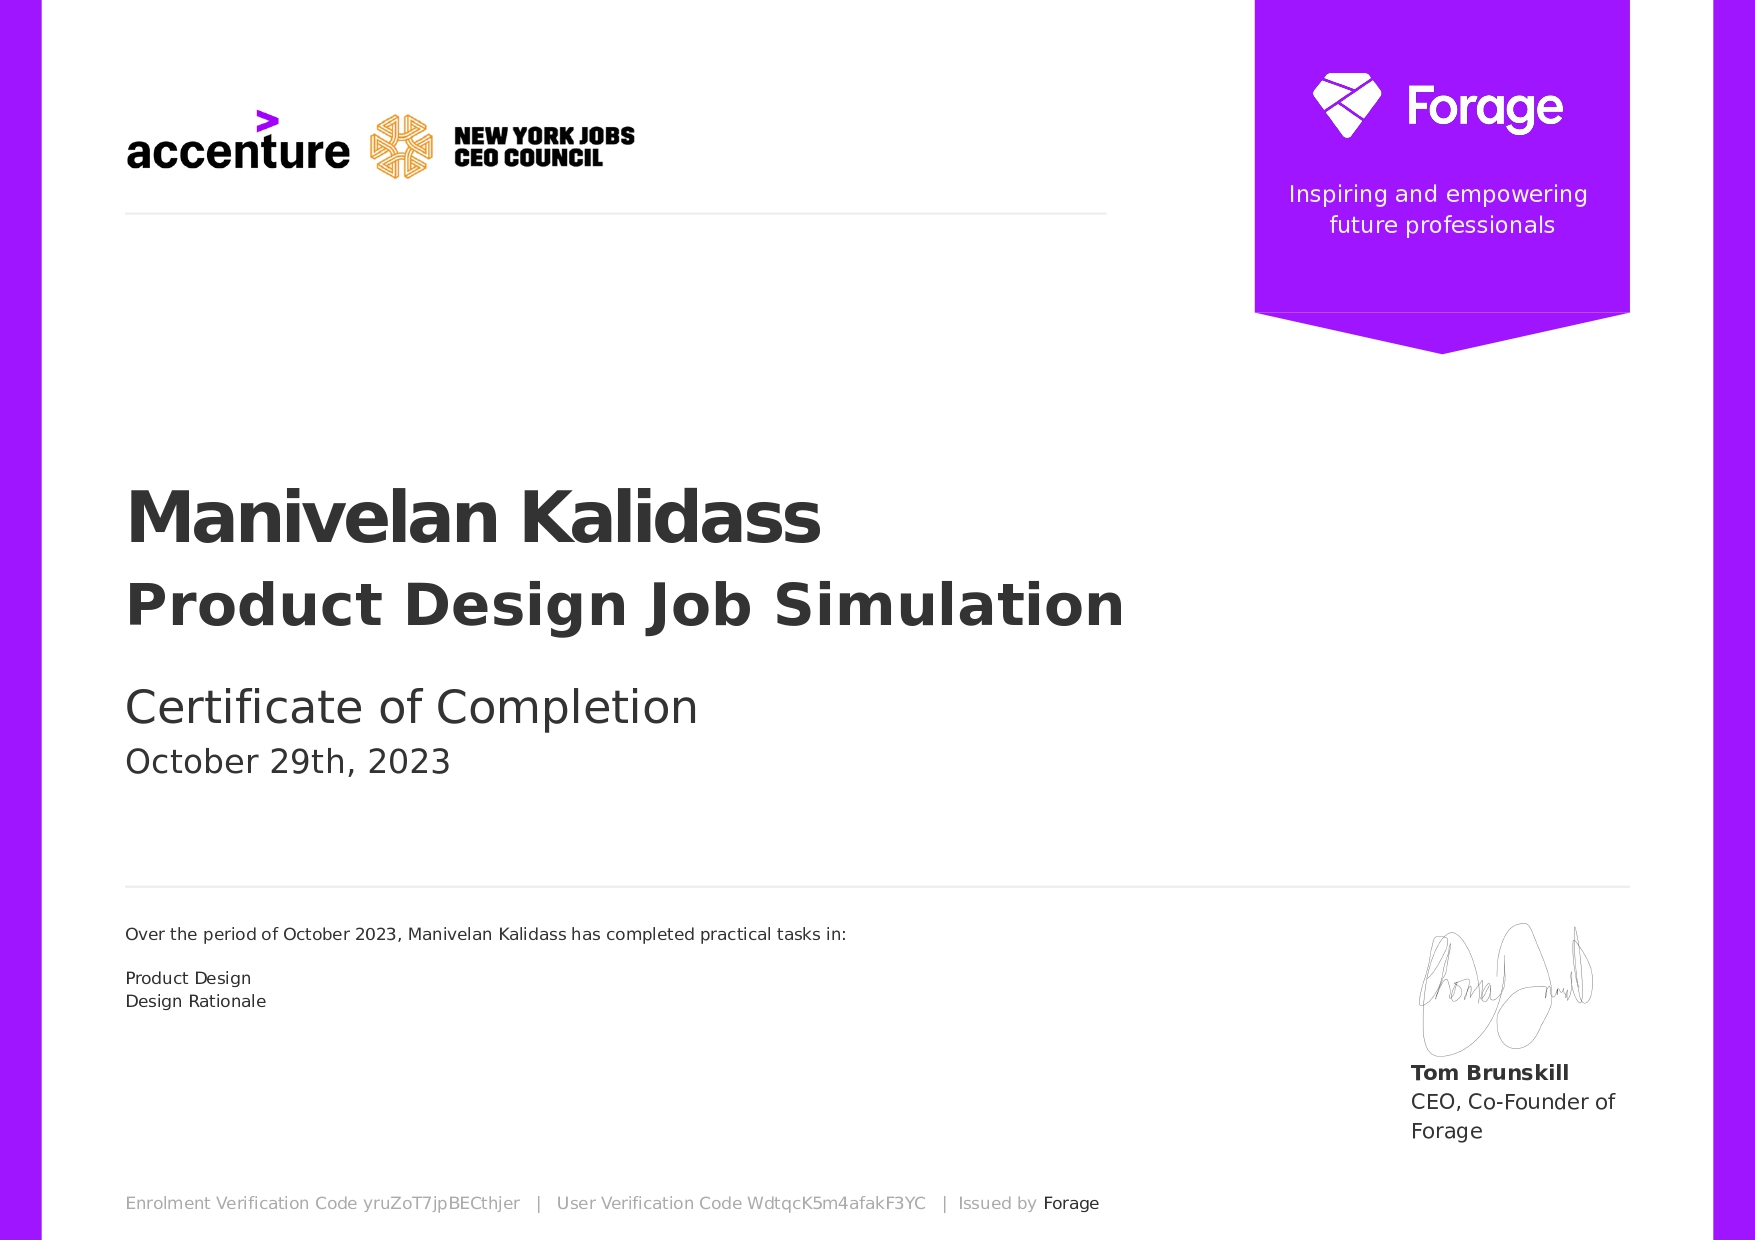 accenture
NEW YORK JOBS
CEO COUNCIL
Forage
Inspiring and empowering
future professionals
Manivelan Kalidass
Product Design Job Simulation
Certificate of Completion
October 29th, 2023
Over the period of October 2023, Manivelan Kalidass has completed practical tasks in:
Product Design
Design Rationale
Tom Brunskill
CEO, Co-Founder of
Forage
Enrolment Verification Code yruZoT7jpBECthjer | User Verification Code WdtqcK5m4afakF3YC | Issued by Forage